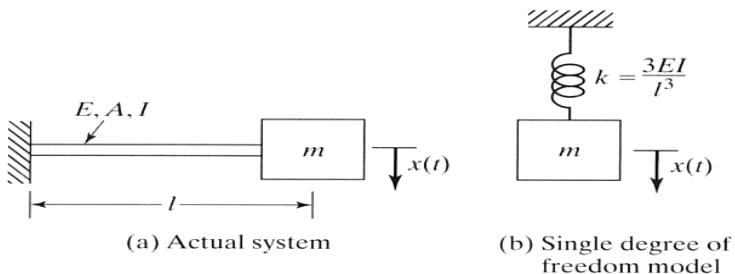 E, A, I
m
x(t)
l
(a) Actual system
k = 3EI/l³
m
x(t)
(b) Single degree of
freedom model